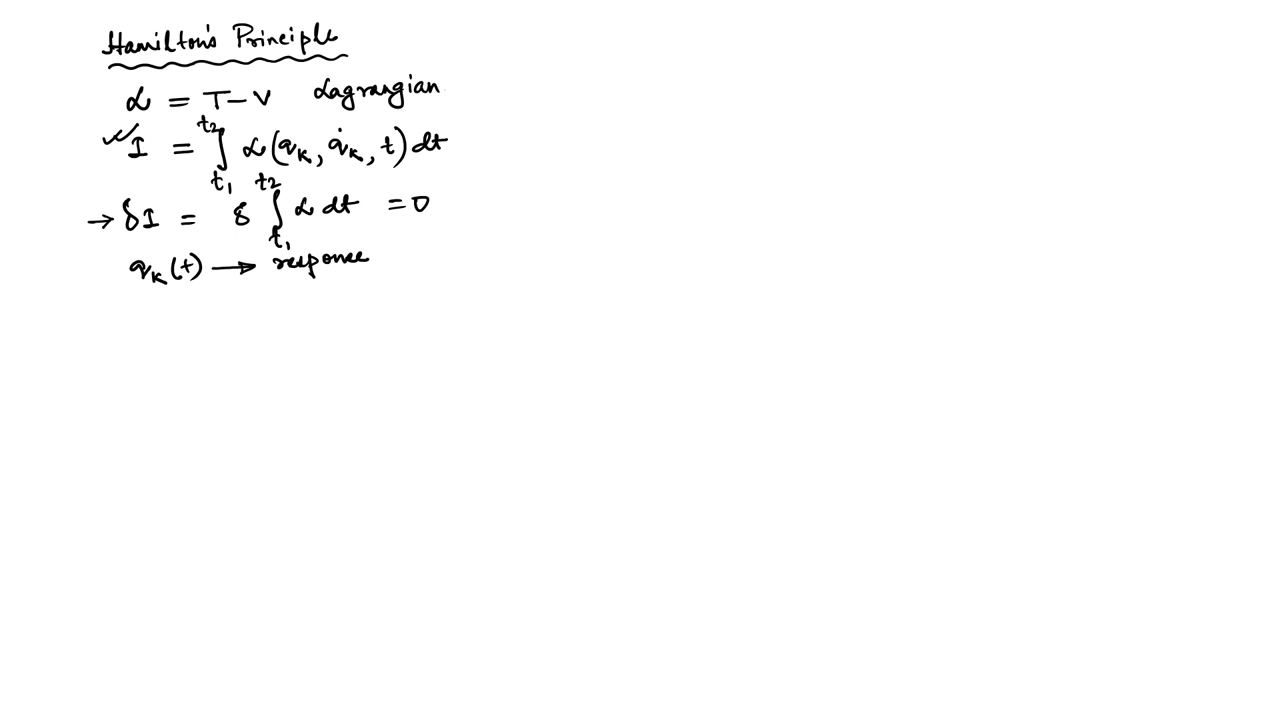 Hamilton's Principle
L = T - V Lagrangian
✓ I = ∫_{t₁}^{t₂} L(q_k, q̇_k, t) dt
→ δI = δ ∫_{t₁}^{t₂} L dt = 0
q_k(t) → response